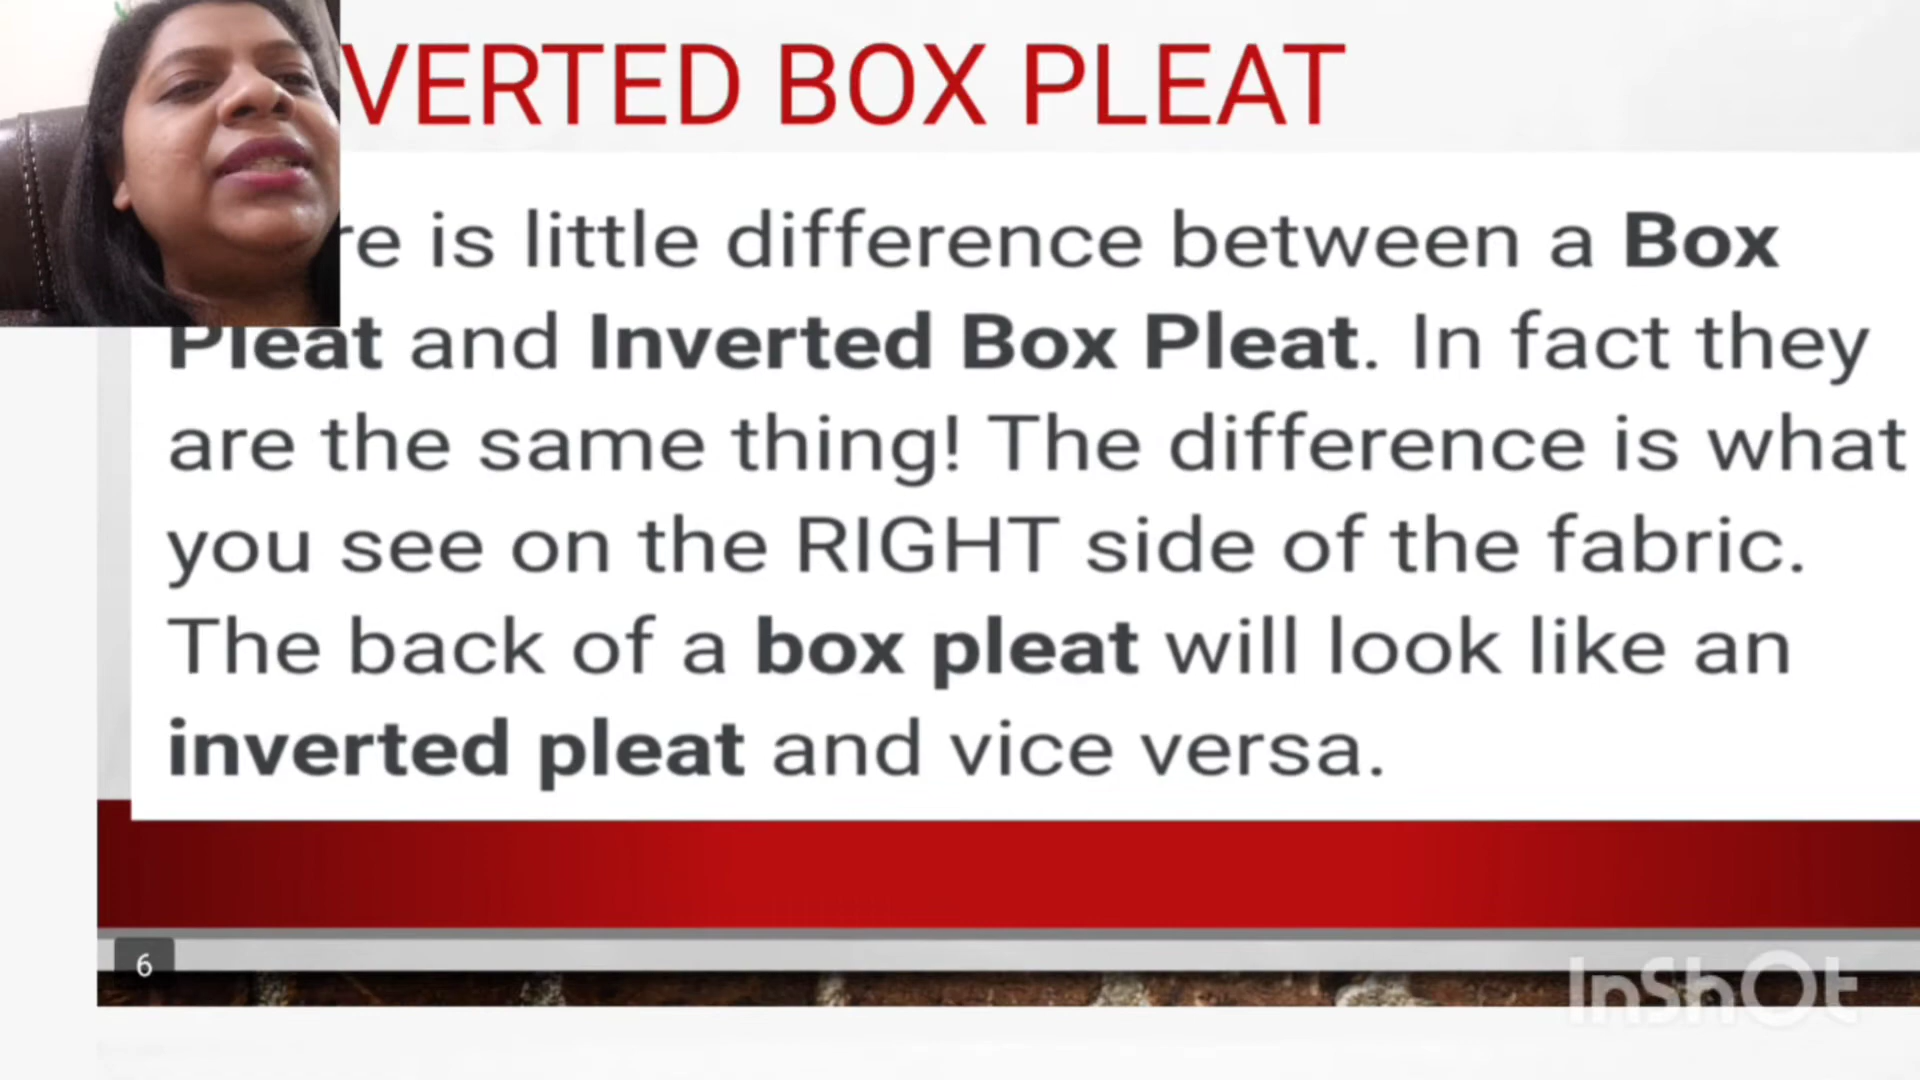 VERTED BOX PLEAT
re is little difference between a Box
Pleat and Inverted Box Pleat. In fact they
are the same thing! The difference is what
you see on the RIGHT side of the fabric.
The back of a box pleat will look like an
inverted pleat and vice versa.
6
InShOt